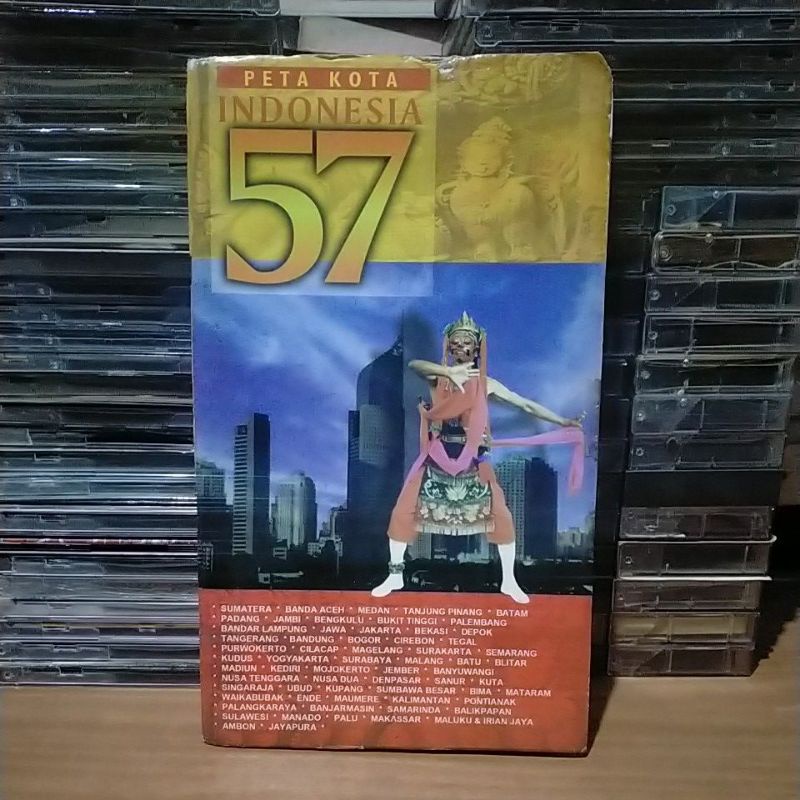 PETA KOTA
INDONESIA
57
* SUMATERA * BANDA ACEH * MEDAN * TANJUNG PINANG * BATAM
* PADANG * JAMBI * BENGKULU * BUKIT TINGGI * PALEMBANG
* BANDAR LAMPUNG * JAWA * JAKARTA * BEKASI * DEPOK
* TANGERANG * BANDUNG * BOGOR * CIREBON * TEGAL
* PURWOKERTO * CILACAP * MAGELANG * SURAKARTA * SEMARANG
* KUDUS * YOGYAKARTA * SURABAYA * MALANG * BATU * BLITAR
* MADIUN * KEDIRI * MOJOKERTO * JEMBER * BANYUWANGI
* NUSA TENGGARA * NUSA DUA * DENPASAR * SANUR * KUTA
* SINGARAJA * UBUD * KUPANG * SUMBAWA BESAR * BIMA * MATARAM
* WAIKABUBAK * ENDE * MAUMERE * KALIMANTAN * PONTIANAK
* PALANGKARAYA * BANJARMASIN * SAMARINDA * BALIKPAPAN
* SULAWESI * MANADO * PALU * MAKASSAR * MALUKU & IRIAN JAYA
* AMBON * JAYAPURA *